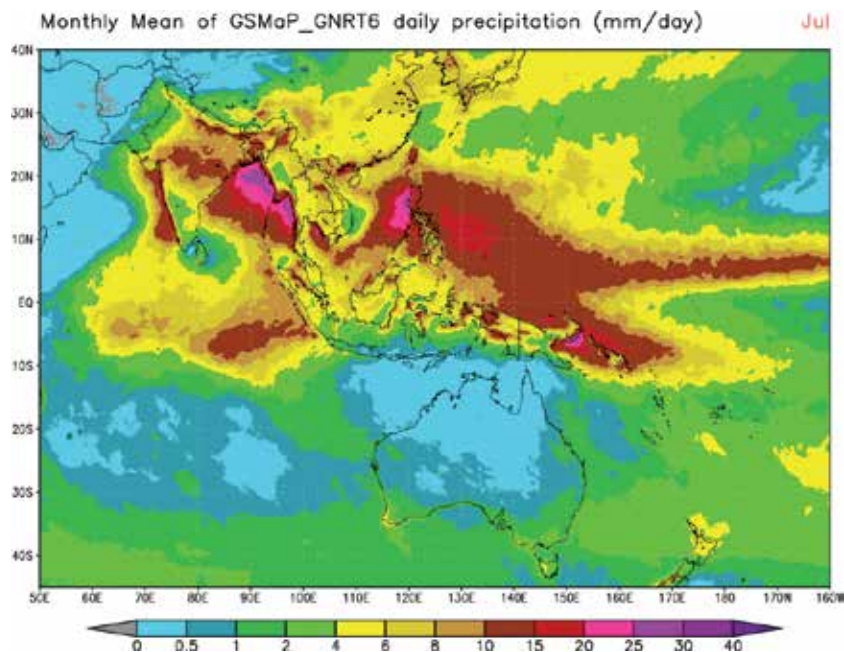 Monthly Mean of GSMaP_GNRT6 daily precipitation (mm/day) Jul
40N
30N
20N
10N
EQ
10S
20S
30S
40S
50E 60E 70E 80E 90E 100E 110E 120E 130E 140E 150E 160E 170E 180 170W 160W
0 0.5 1 2 4 6 8 10 15 20 25 30 40